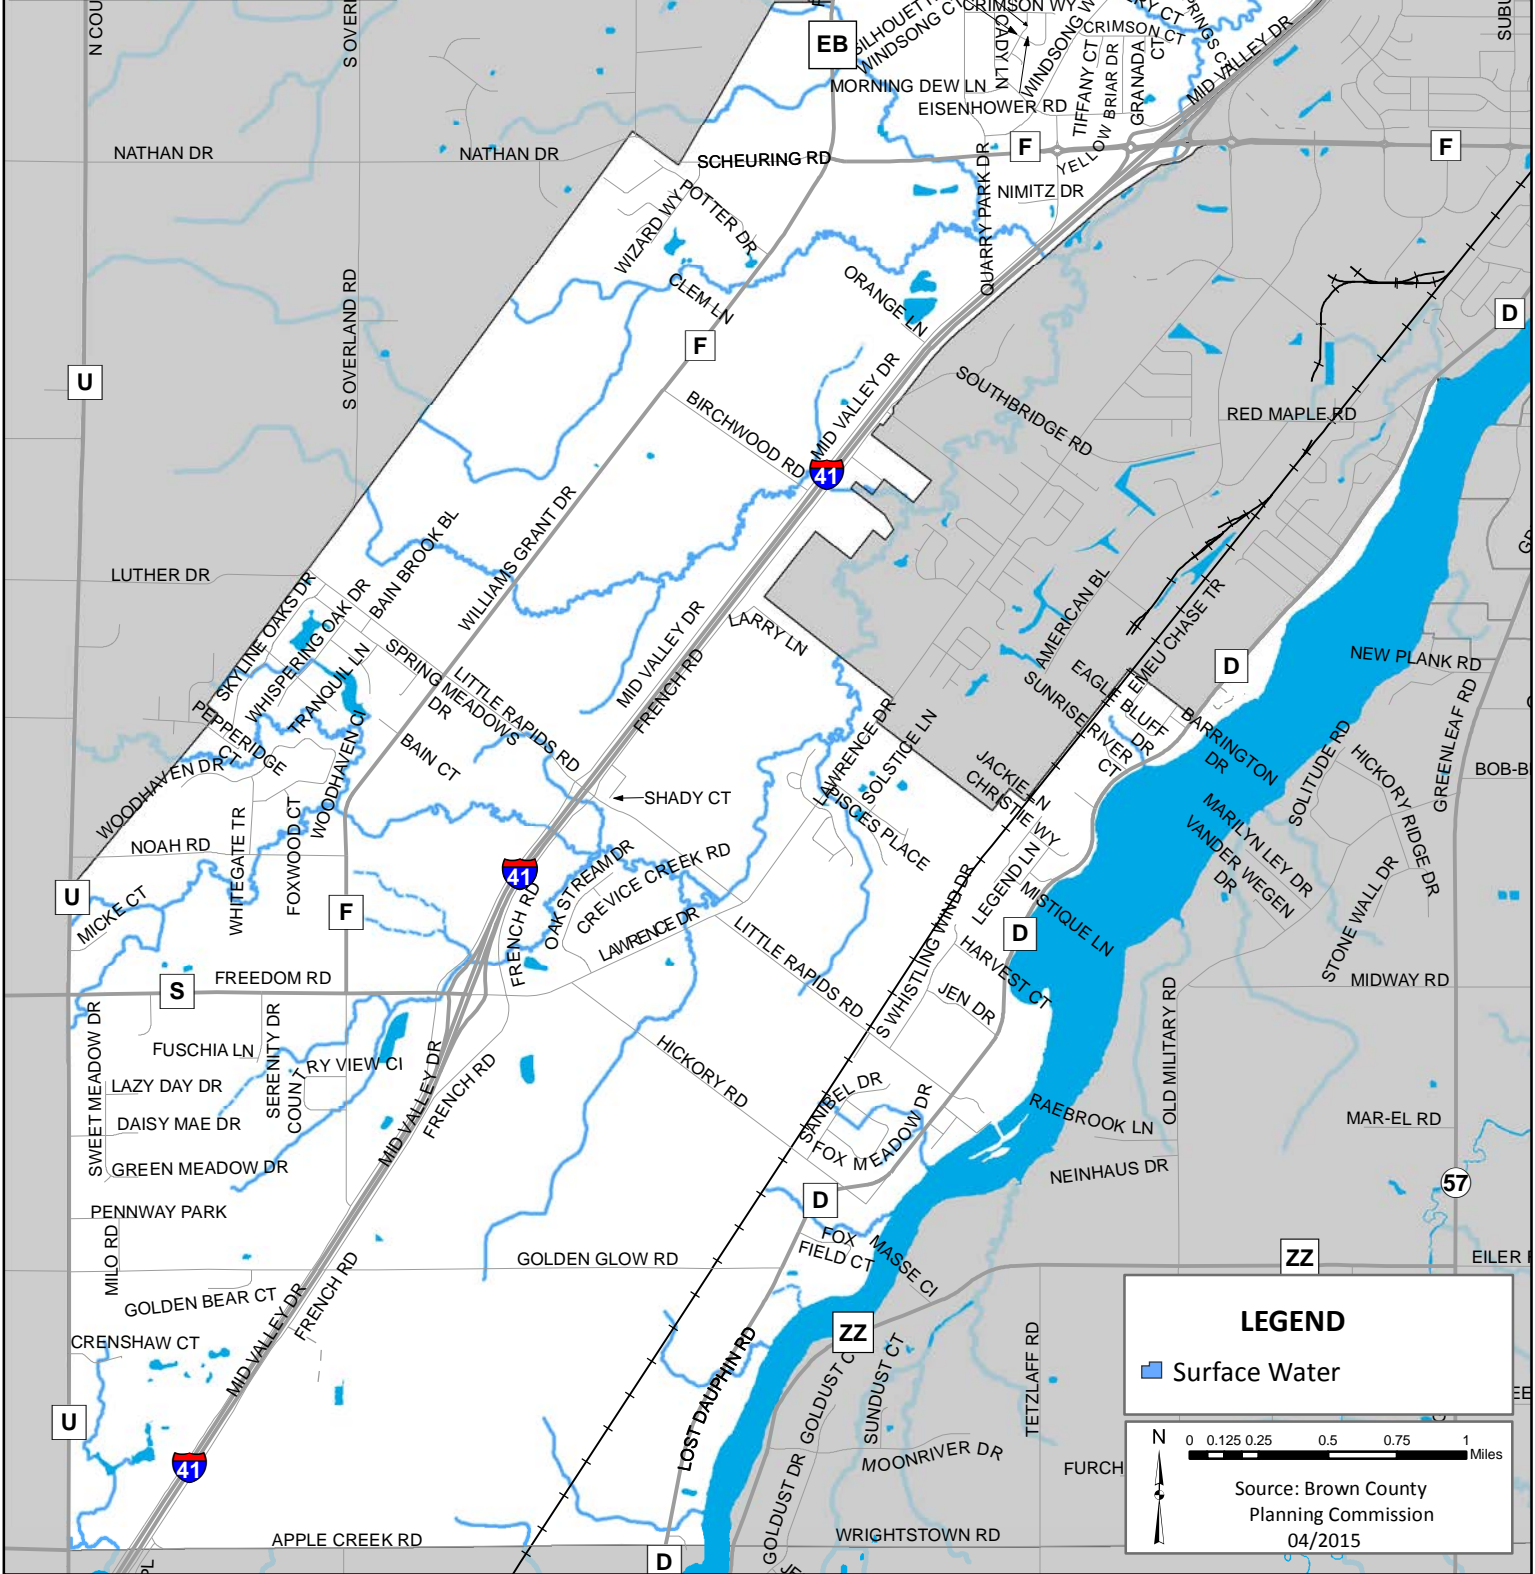 N COU
S OVER
EB
SILHOUETT
WINDSONG CT
CRIMSON WY
CADY LN
WINDSONG W
RY CT
CRIMSON CT
MID VALLEY DR
SUBU
MORNING DEW LN
EISENHOWER RD
TIFFANY CT
YELLOW BRIAR DR
GRANADA CT
NATHAN DR
NATHAN DR
SCHEURING RD
F
F
QUARRY PARK DR
NIMITZ DR
WIZARD WY
POTTER DR
CLEM LN
ORANGE LN
S OVERLAND RD
F
D
U
MID VALLEY DR
BIRCHWOOD RD
41
SOUTHBRIDGE RD
RED MAPLE RD
WILLIAMS GRANT DR
BAIN BROOK BL
LUTHER DR
SKYLINE OAKS DR
WHISPERING OAK DR
TRANQUIL LN
SPRING MEADOWS
DR
LITTLE RAPIDS RD
MID VALLEY DR
FRENCH RD
LARRY LN
AMERICAN BL
EMEU CHASE TR
EAGLE BLUFF
DR
SUNRISE RIVER
CT
D
NEW PLANK RD
BARRINGTON
DR
SOLITUDE RD
HICKORY RIDGE DR
GREENLEAF RD
BOB-B
PEPPERIDGE
CT
WOODHAVEN DR
WOODHAVEN CI
BAIN CT
SHADY CT
LAWRENCE DR
SOLSTICE LN
PISCES PLACE
JACKIE LN
CHRISTIE WY
LEGEND LN
MISTIQUE LN
MARILYN LEY DR
VANDER WEGEN
DR
STONE WALL DR
NOAH RD
WHITEGATE TR
FOXWOOD CT
U
MICKE CT
F
41
FRENCH RD
OAK STREAM DR
CREVICE CREEK RD
LAWRENCE DR
LITTLE RAPIDS RD
S WHISTLING WIND DR
D
HARVEST CT
JEN DR
MIDWAY RD
OLD MILITARY RD
S
FREEDOM RD
SWEET MEADOW DR
FUSCHIA LN
SERENITY DR
COUNT
RY VIEW CI
LAZY DAY DR
DAISY MAE DR
GREEN MEADOW DR
MID VALLEY DR
FRENCH RD
HICKORY RD
SANIBEL DR
FOX MEADOW DR
RAEBROOK LN
NEINHAUS DR
MAR-EL RD
57
PENNWAY PARK
MILO RD
D
FOX
FIELD CT
MASSE CI
GOLDEN GLOW RD
ZZ
EILER
GOLDEN BEAR CT
MID VALLEY DR
FRENCH RD
CRENSHAW CT
ZZ
LOST DAUPHIN RD
GOLDUST C
SUNDUST CT
TETZLAFF RD
U
41
GOLDUST DR
MOONRIVER DR
FURCH
APPLE CREEK RD
D
WRIGHTSTOWN RD
PL
LEGEND
Surface Water
N
0 0.125 0.25 0.5 0.75 1
Miles
Source: Brown County
Planning Commission
04/2015